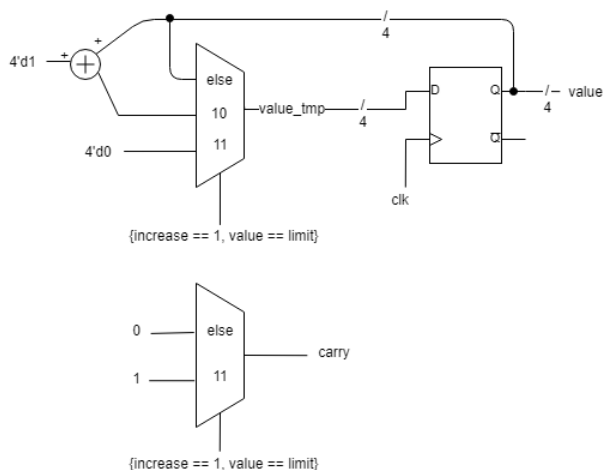 /
4
+
4'd1
+
else
D
Q
/
value
4
10
value_tmp
/
4
11
4'd0
Q
clk
{increase == 1, value == limit}
0
else
carry
1
11
{increase == 1, value == limit}